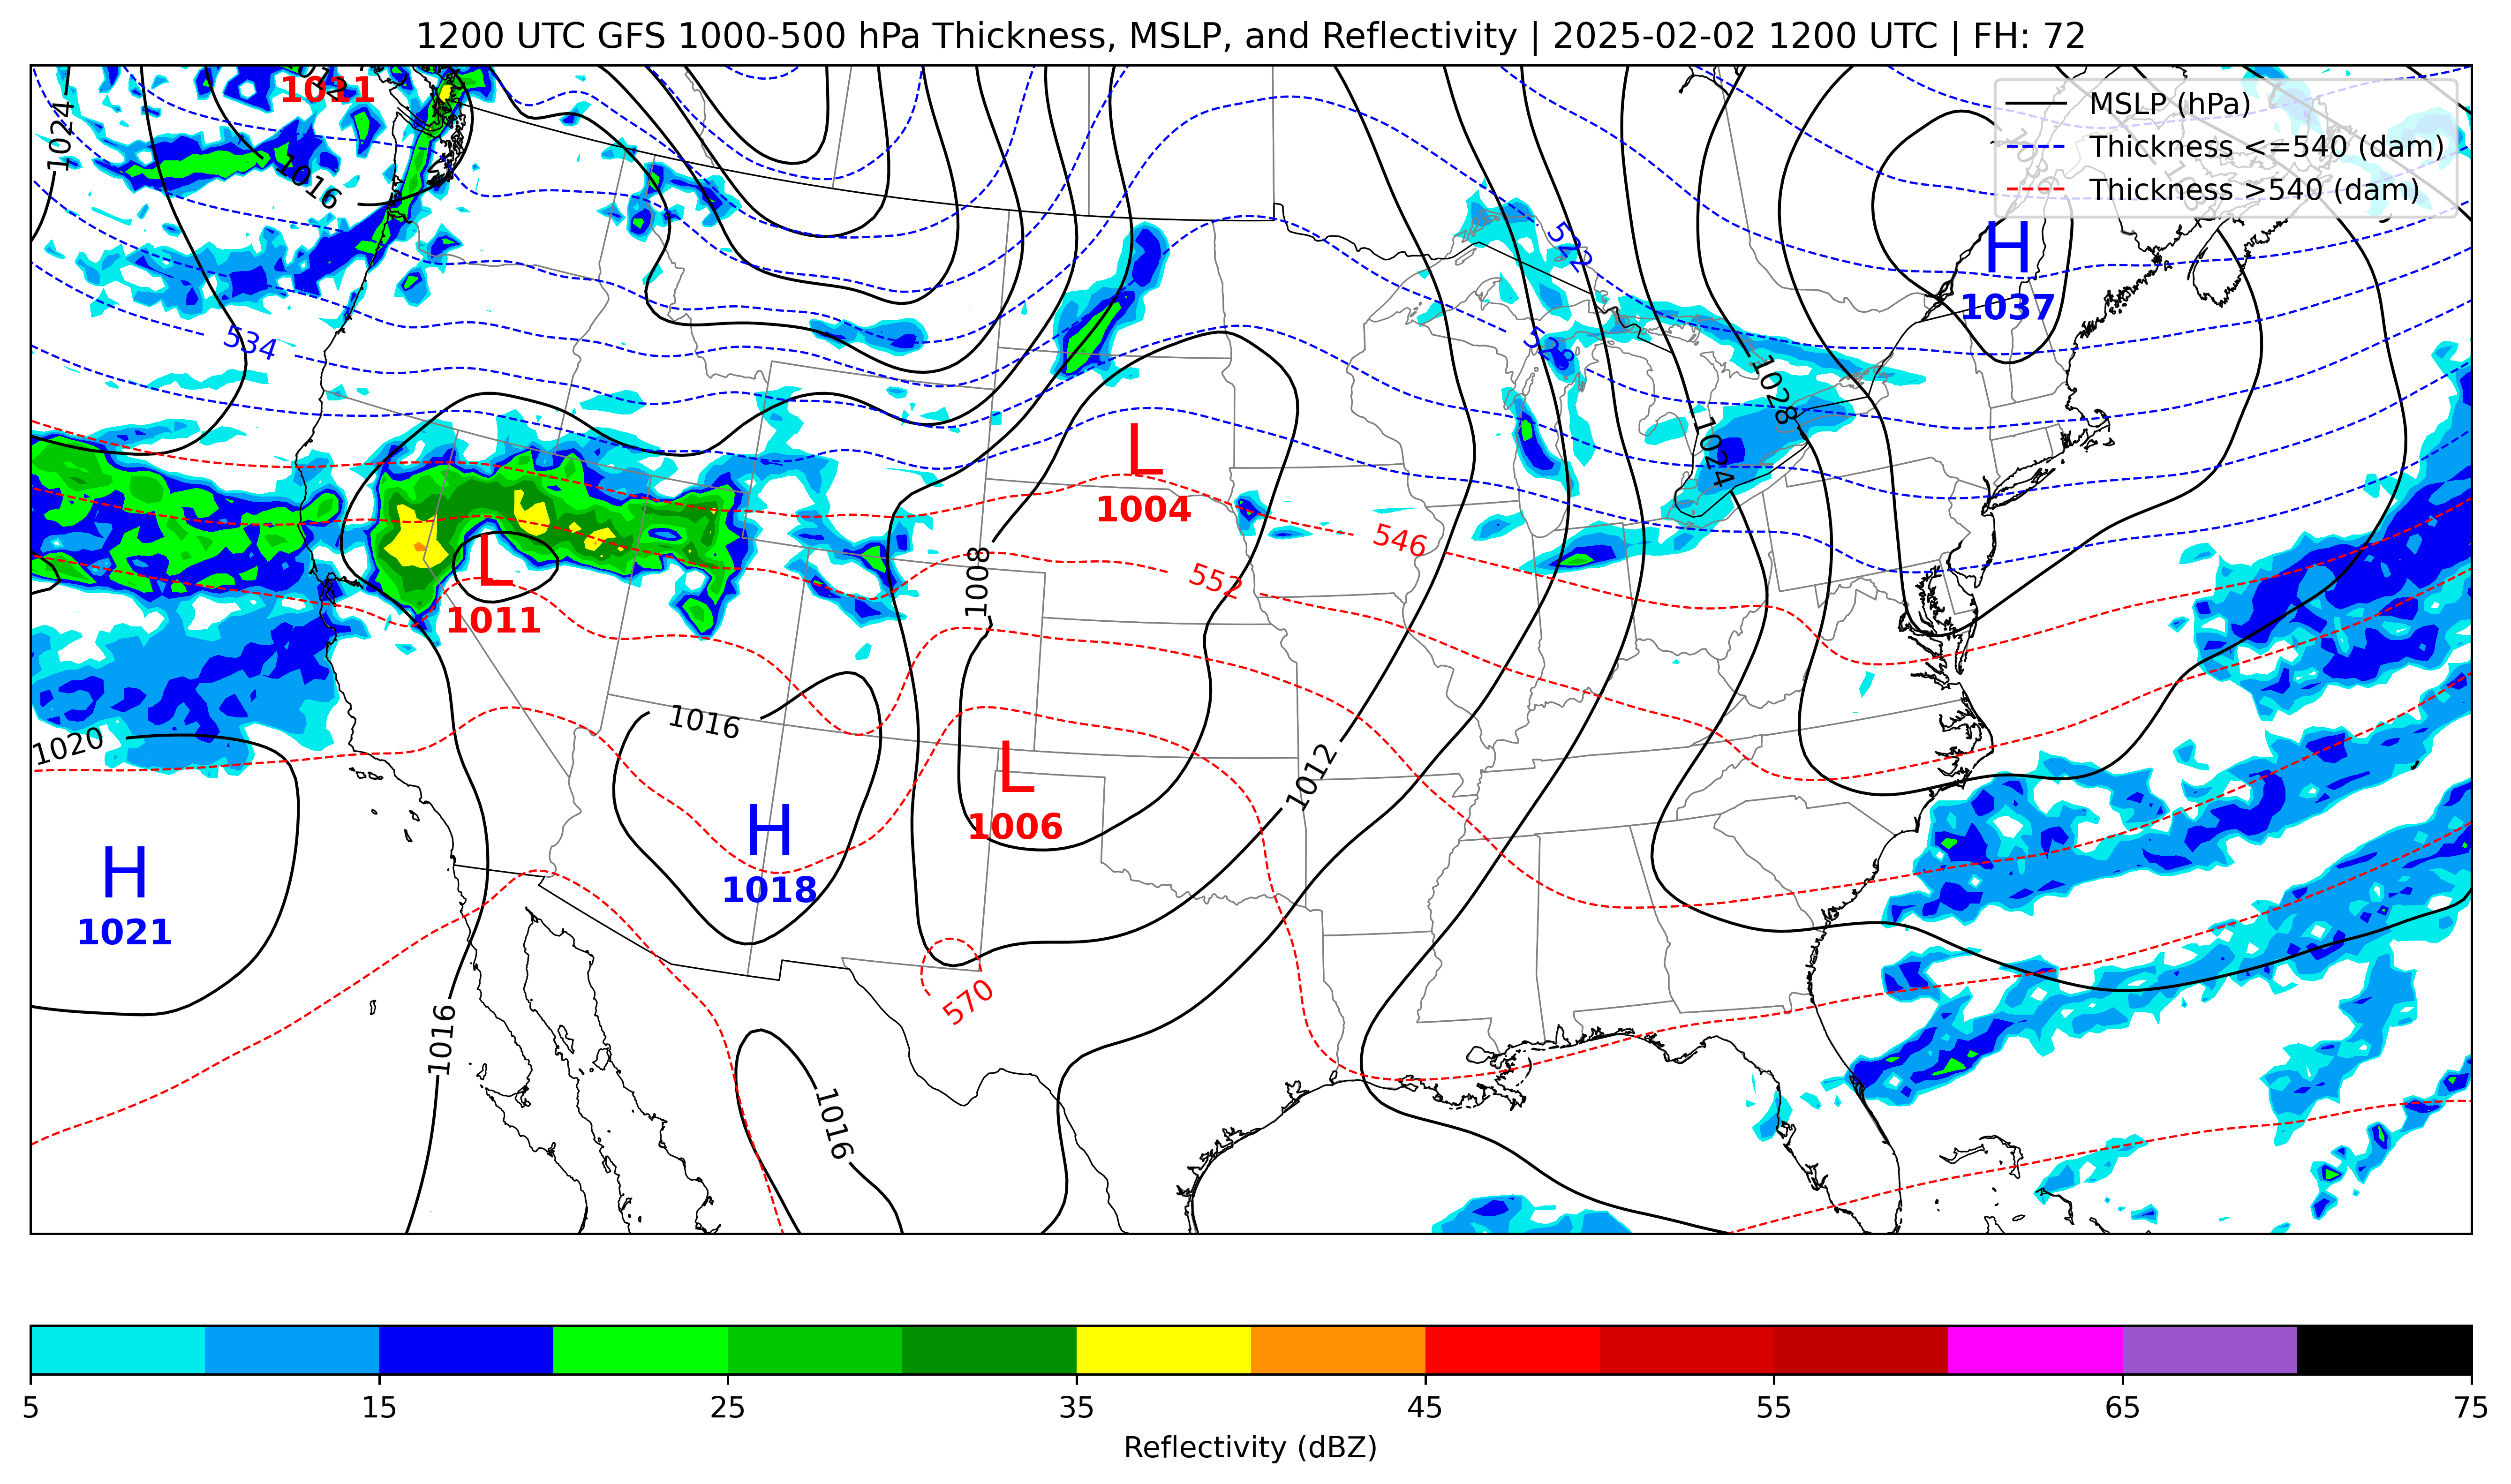 1200 UTC GFS 1000-500 hPa Thickness, MSLP, and Reflectivity | 2025-02-02 1200 UTC | FH: 72
1011
MSLP (hPa)
Thickness <=540 (dam)
Thickness >540 (dam)
1024
1016
522
H
1037
534
528
1028
L
1004
1024
546
L
1011
552
1008
1016
1020
L
1006
1012
H
1018
H
1021
570
1016
1016
5 15 25 35 45 55 65 75
Reflectivity (dBZ)